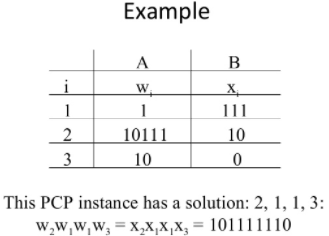 Example
A B
i wᵢ xᵢ
1 1 111
2 10111 10
3 10 0
This PCP instance has a solution: 2, 1, 1, 3:
w₂w₁w₁w₃ = x₂x₁x₁x₃ = 101111110